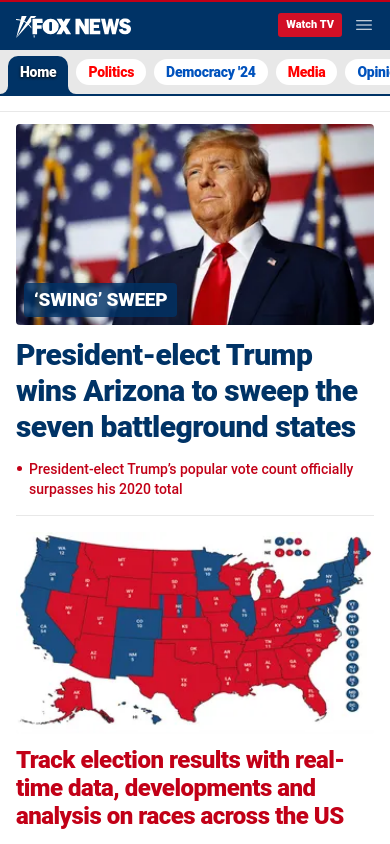 FOX NEWS
Watch TV
Home
Politics
Democracy '24
Media
Opini
‘SWING’ SWEEP
President-elect Trump
wins Arizona to sweep the
seven battleground states
• President-elect Trump’s popular vote count officially
surpasses his 2020 total
Track election results with real-
time data, developments and
analysis on races across the US